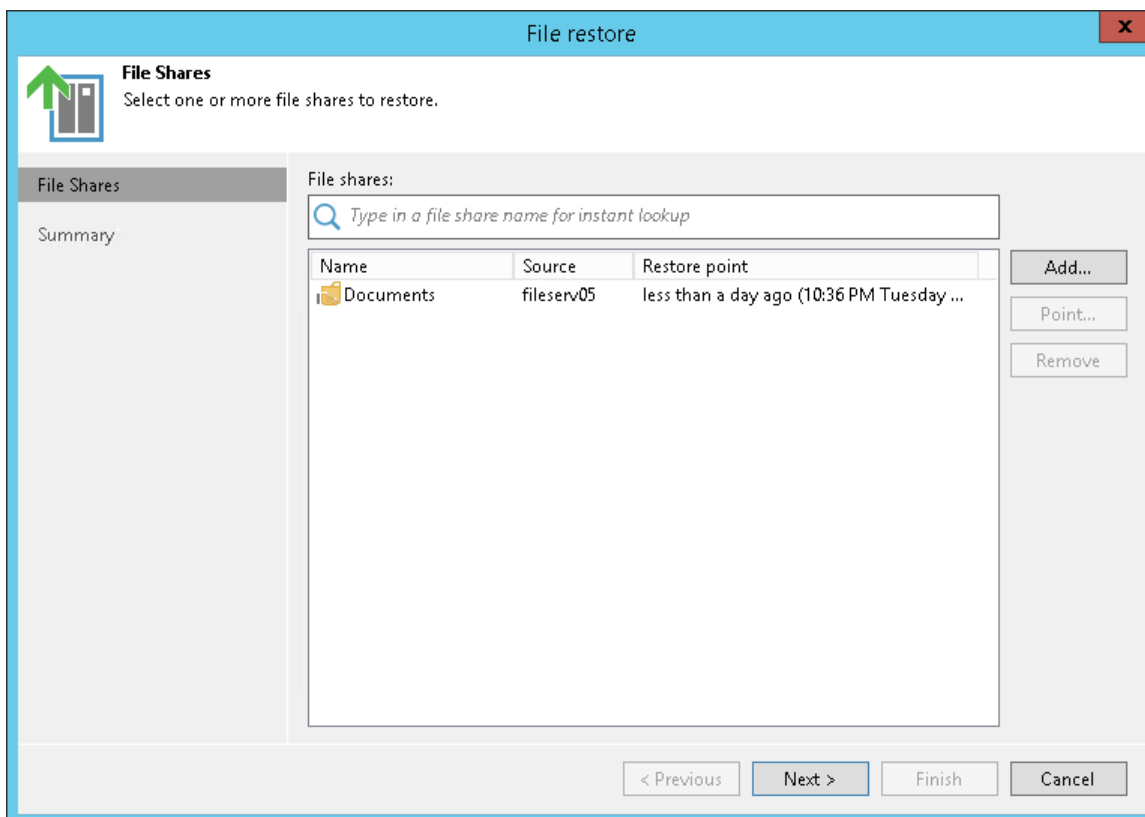 File restore
x
File Shares
Select one or more file shares to restore.
File Shares
Summary
File shares:
Type in a file share name for instant lookup
Name Source Restore point
Documents fileserv05 less than a day ago (10:36 PM Tuesday ...
Add...
Point...
Remove
< Previous Next > Finish Cancel